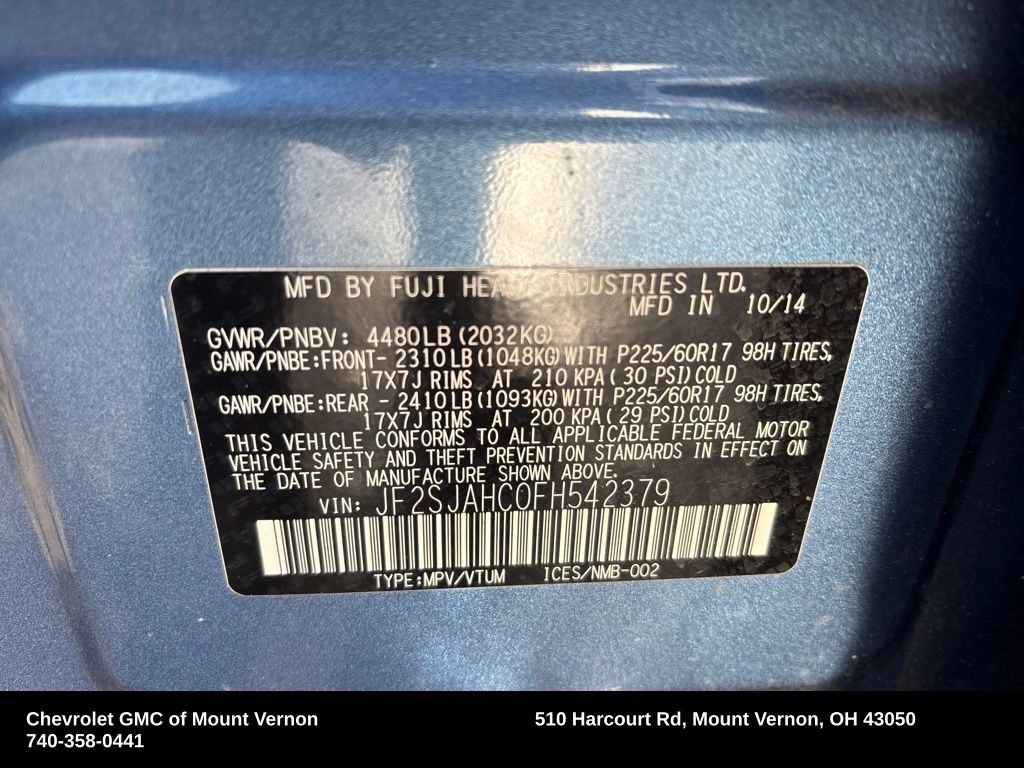 MFD BY FUJI HEAVY INDUSTRIES LTD.
MFD IN 10/14
GVWR/PNBV: 4480LB (2032KG)
GAWR/PNBE:FRONT- 2310LB (1048KG) WITH P225/60R17 98H TIRES,
17X7J RIMS AT 210 KPA ( 30 PSI) COLD
GAWR/PNBE:REAR - 2410LB (1093KG) WITH P225/60R17 98H TIRES,
17X7J RIMS AT 200 KPA ( 29 PSI) COLD
THIS VEHICLE CONFORMS TO ALL APPLICABLE FEDERAL MOTOR
VEHICLE SAFETY AND THEFT PREVENTION STANDARDS IN EFFECT ON
THE DATE OF MANUFACTURE SHOWN ABOVE.
VIN: JF2SJAHC0FH542379
TYPE:MPV/VTUM ICES/NMB-002
Chevrolet GMC of Mount Vernon 510 Harcourt Rd, Mount Vernon, OH 43050
740-358-0441